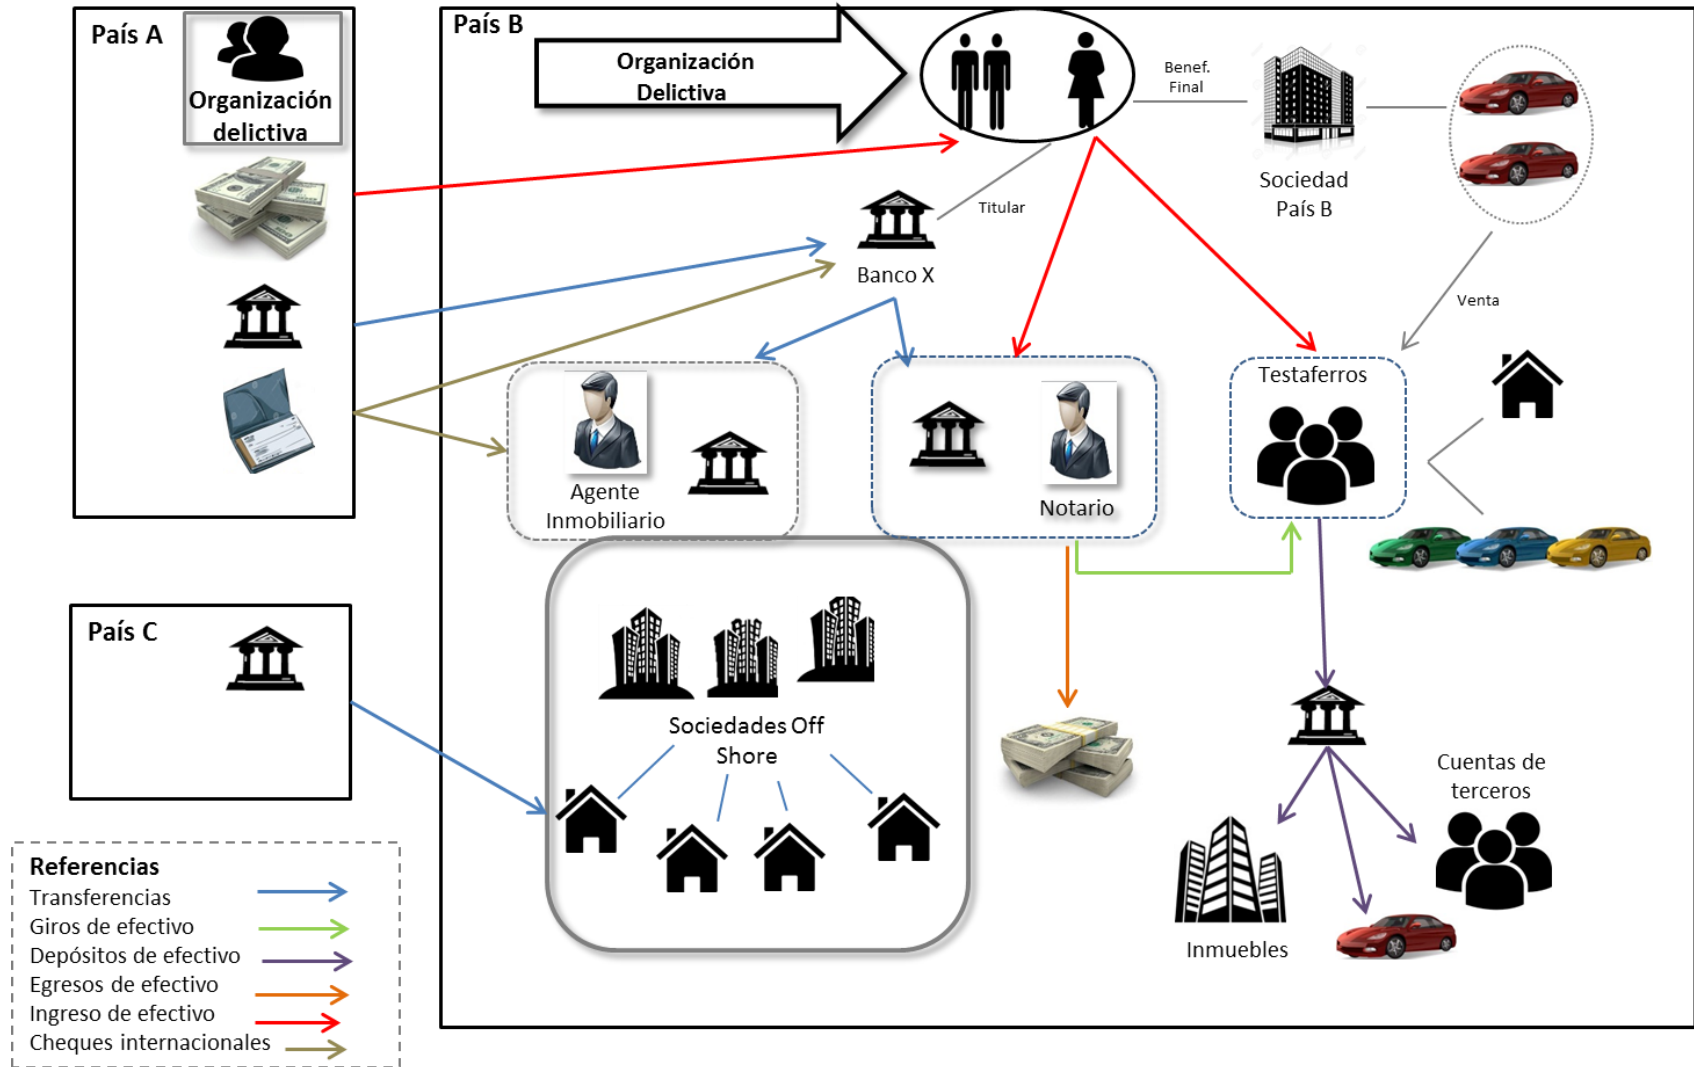 País A
Organización
delictiva
País B
Organización
Delictiva
Benef.
Final
Sociedad
País B
Titular
Banco X
Venta
Testaferros
Agente
Inmobiliario
Notario
País C
Sociedades Off
Shore
Cuentas de
terceros
Inmuebles
Referencias
Transferencias
Giros de efectivo
Depósitos de efectivo
Egresos de efectivo
Ingreso de efectivo
Cheques internacionales